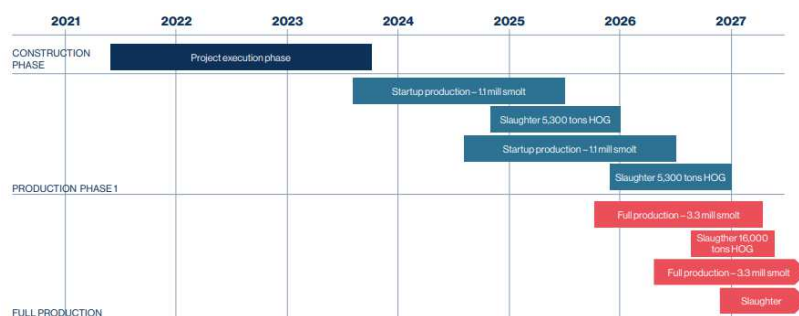 2021 2022 2023 2024 2025 2026 2027
CONSTRUCTION
PHASE
Project execution phase
Startup production – 1.1 mill smolt
Slaughter 5,300 tons HOG
Startup production – 1.1 mill smolt
Slaughter 5,300 tons HOG
PRODUCTION PHASE 1
Full production – 3.3 mill smolt
Slaugther 16,000
tons HOG
Full production – 3.3 mill smolt
Slaughter
FULL PRODUCTION